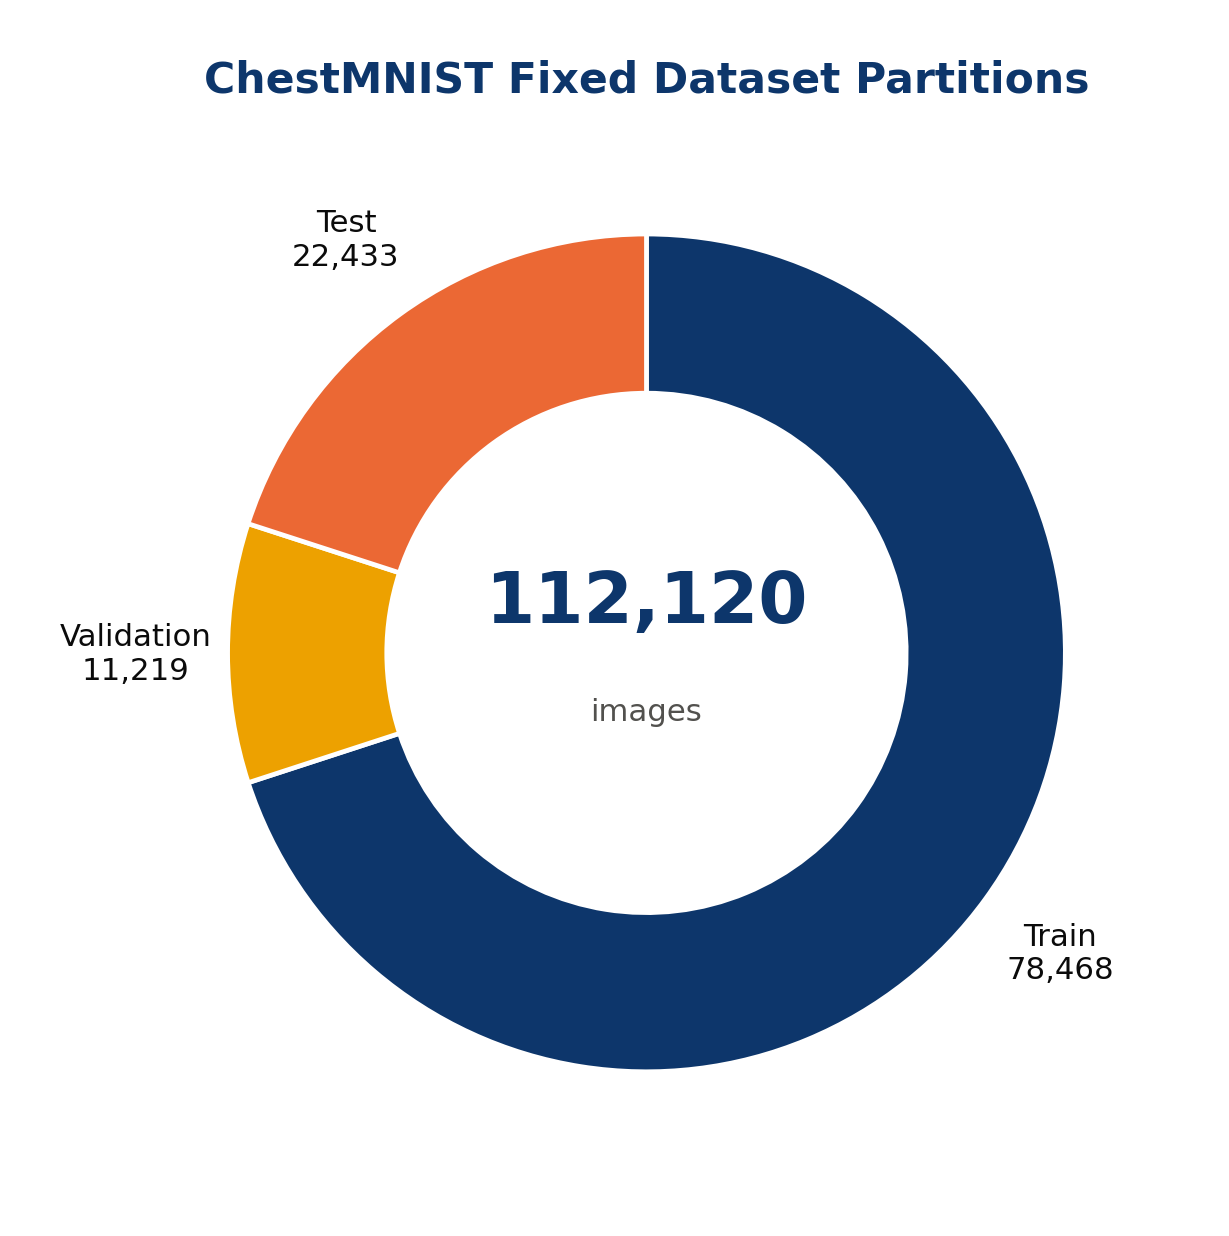 ChestMNIST Fixed Dataset Partitions
Test
22,433
112,120
images
Validation
11,219
Train
78,468